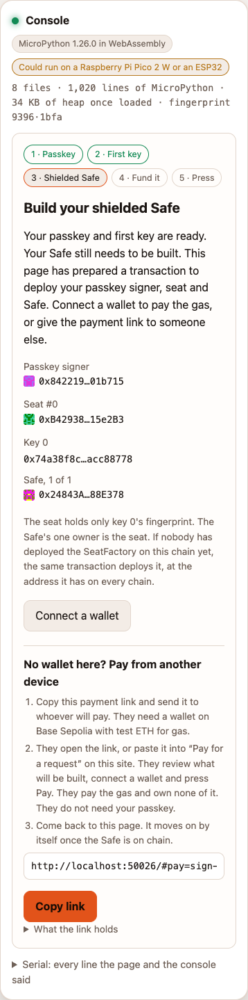 Console
MicroPython 1.26.0 in WebAssembly
Could run on a Raspberry Pi Pico 2 W or an ESP32
8 files · 1,020 lines of MicroPython ·
34 KB of heap once loaded · fingerprint
9396·1bfa
1 · Passkey
2 · First key
3 · Shielded Safe
4 · Fund it
5 · Press
Build your shielded Safe
Your passkey and first key are ready.
Your Safe still needs to be built. This
page has prepared a transaction to
deploy your passkey signer, seat and
Safe. Connect a wallet to pay the gas,
or give the payment link to someone
else.
Passkey signer
0x842219…01b715
Seat #0
0xB42938…15e2B3
Key 0
0x74a38f8c…acc88778
Safe, 1 of 1
0x24843A…88E378
The seat holds only key 0's fingerprint. The
Safe's one owner is the seat. If nobody has
deployed the SeatFactory on this chain yet,
the same transaction deploys it, at the
address it has on every chain.
Connect a wallet
No wallet here? Pay from another
device
1. Copy this payment link and send it to
whoever will pay. They need a wallet on
Base Sepolia with test ETH for gas.
2. They open the link, or paste it into “Pay for
a request” on this site. They review what
will be built, connect a wallet and press
Pay. They pay the gas and own none of it.
They do not need your passkey.
3. Come back to this page. It moves on by
itself once the Safe is on chain.
http://localhost:50026/#pay=sign-
Copy link
What the link holds
Serial: every line the page and the console
said